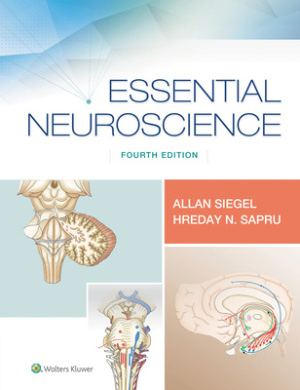 ESSENTIAL
NEUROSCIENCE
FOURTH EDITION
ALLAN SIEGEL
HREDAY N. SAPRU
Wolters Kluwer